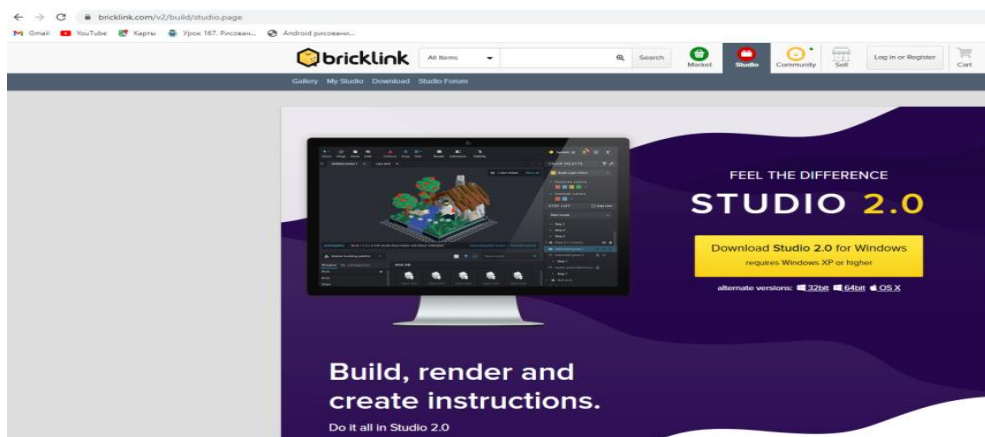 bricklink.com/v2/build/studio.page
Gmail YouTube Карты Урок 167. Рисован... Android рисовани...
bricklink All Items Search Market Studio Community Sell Log in or Register Cart
Gallery My Studio Download Studio Forum
FEEL THE DIFFERENCE
STUDIO 2.0
Download Studio 2.0 for Windows
requires Windows XP or higher
alternate versions: 32bit 64bit OS X
Build, render and
create instructions.
Do it all in Studio 2.0